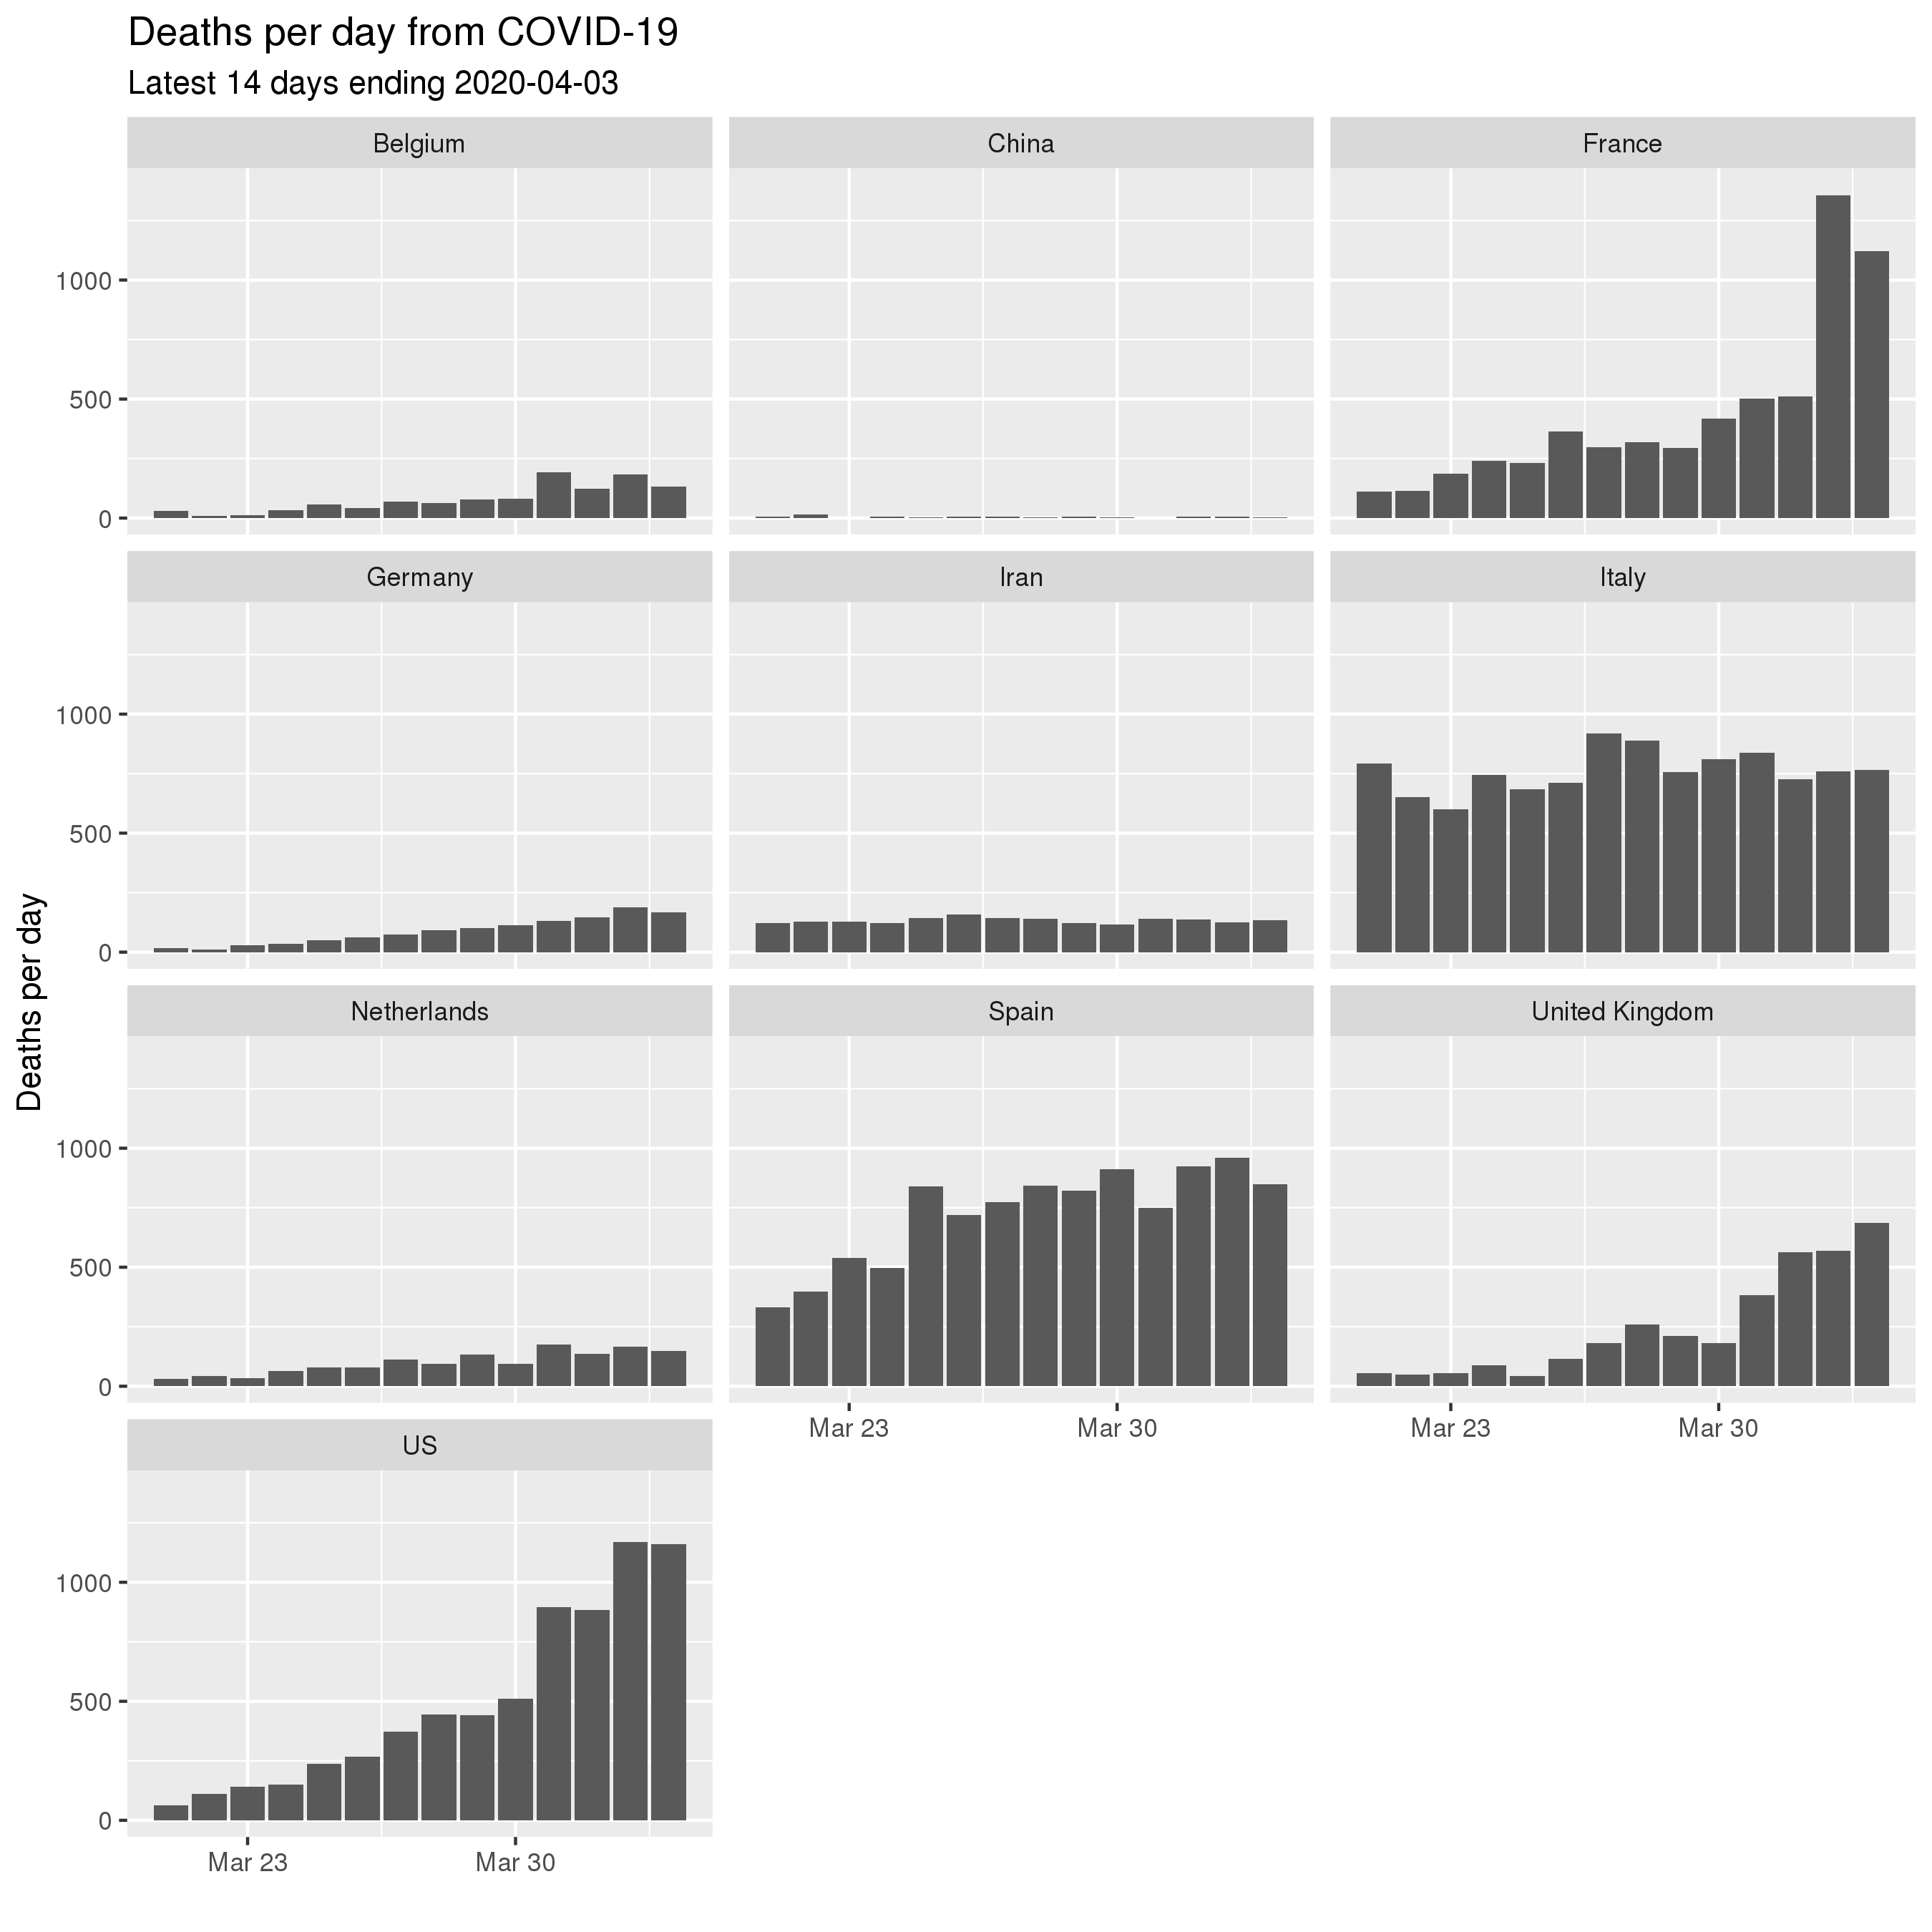 Deaths per day from COVID-19
Latest 14 days ending 2020-04-03
Belgium
China
France
1000
500
0
Germany
Iran
Italy
1000
500
0
Deaths per day
Netherlands
Spain
United Kingdom
1000
500
0
Mar 23
Mar 30
Mar 23
Mar 30
US
1000
500
0
Mar 23
Mar 30